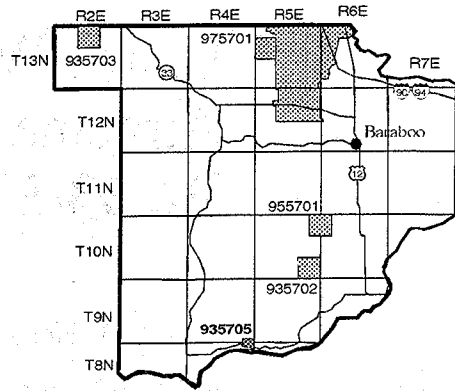 R2E R3E R4E R5E R6E
975701
T13N 935703
33
R7E
90 94
T12N
Baraboo
12
T11N
955701
T10N
935702
T9N
935705
T8N